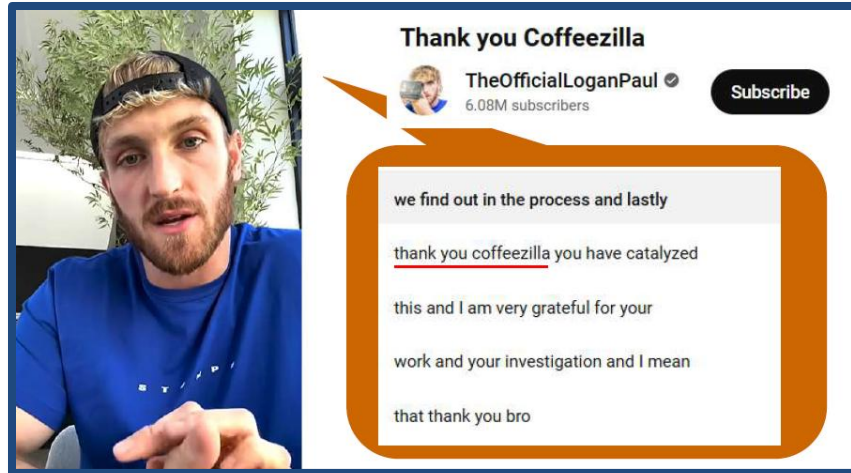 Thank you Coffeezilla
TheOfficialLoganPaul
6.08M subscribers
Subscribe
we find out in the process and lastly
thank you coffeezilla you have catalyzed
this and I am very grateful for your
work and your investigation and I mean
that thank you bro